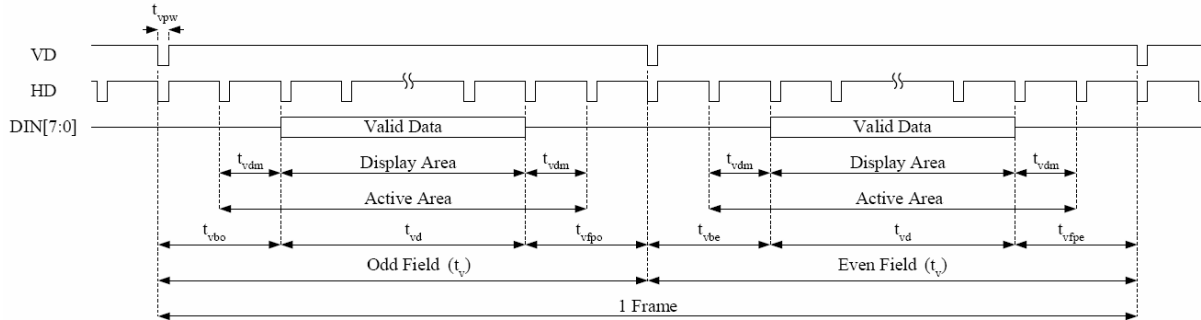 tvpw
VD
HD
DIN[7:0] Valid Data Valid Data
tvdm Display Area tvdm tvdm Display Area tvdm
Active Area Active Area
tvbo tvd tvfpo tvbe tvd tvfpe
Odd Field (tv) Even Field (tv)
1 Frame